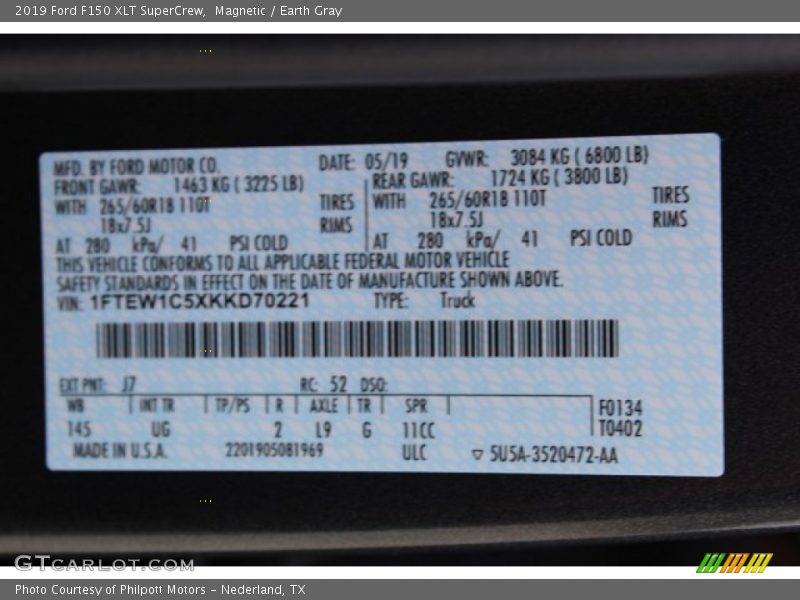 2019 Ford F150 XLT SuperCrew, Magnetic / Earth Gray
MFD. BY FORD MOTOR CO. DATE: 05/19 GVWR: 3084 KG ( 6800 LB)
FRONT GAWR: 1463 KG ( 3225 LB) REAR GAWR: 1724 KG ( 3800 LB)
WITH 265/60R18 110T TIRES WITH 265/60R18 110T TIRES
18x7.5J RIMS 18x7.5J RIMS
AT 280 kPa/ 41 PSI COLD AT 280 kPa/ 41 PSI COLD
THIS VEHICLE CONFORMS TO ALL APPLICABLE FEDERAL MOTOR VEHICLE
SAFETY STANDARDS IN EFFECT ON THE DATE OF MANUFACTURE SHOWN ABOVE.
VIN: 1FTEW1C5XKKD70221 TYPE: Truck
EXT PNT: J7 RC: 52 DSO:
WB INT TR TP/PS R AXLE TR SPR F0134
145 UG 2 L9 G 11CC T0402
MADE IN U.S.A. 2201905081969 ULC ▽ 5U5A-3520472-AA
GTCARLOT.COM
Photo Courtesy of Philpott Motors - Nederland, TX